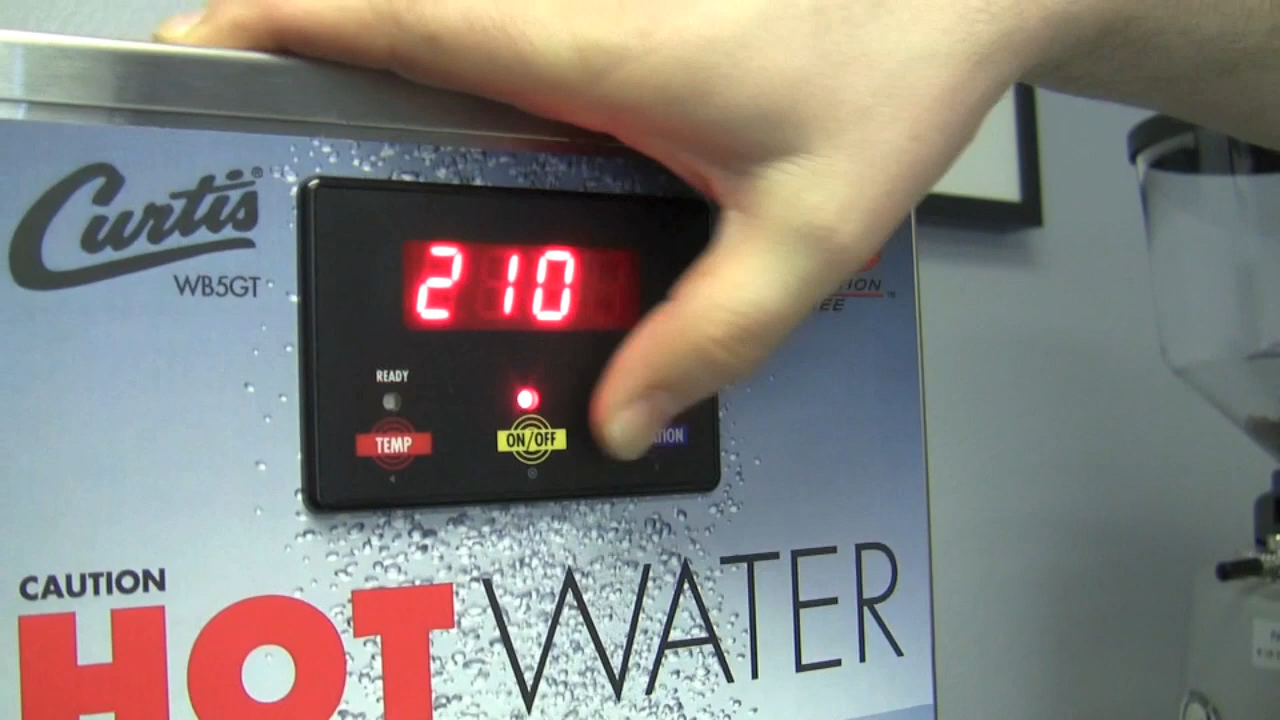 Curtis®
WB5GT
210
READY
TEMP
ON/OFF
CAUTION
HOT WATER